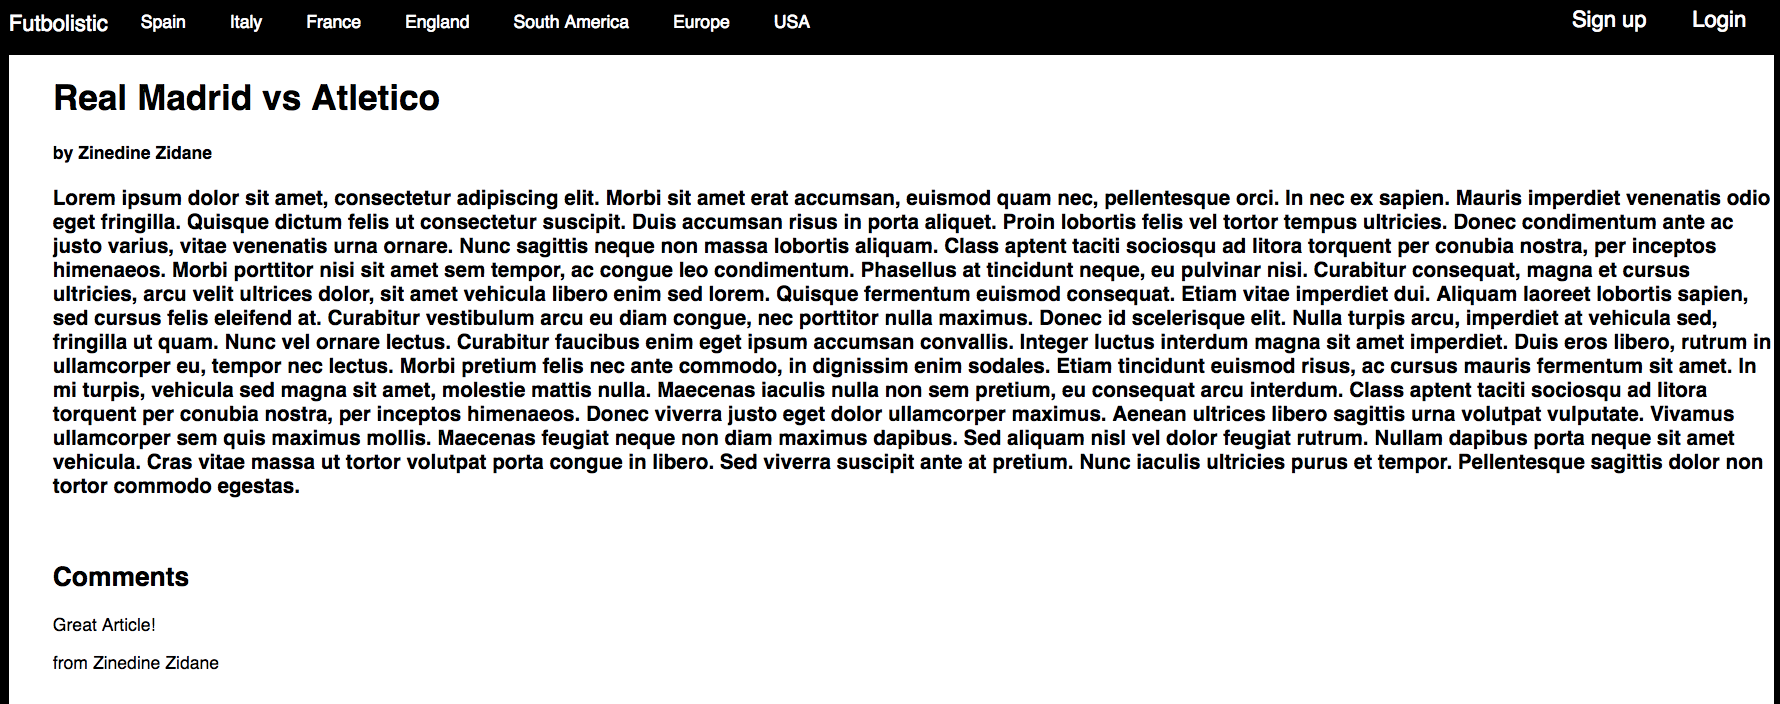 Futbolistic Spain Italy France England South America Europe USA Sign up Login
Real Madrid vs Atletico
by Zinedine Zidane
Lorem ipsum dolor sit amet, consectetur adipiscing elit. Morbi sit amet erat accumsan, euismod quam nec, pellentesque orci. In nec ex sapien. Mauris imperdiet venenatis odio
eget fringilla. Quisque dictum felis ut consectetur suscipit. Duis accumsan risus in porta aliquet. Proin lobortis felis vel tortor tempus ultricies. Donec condimentum ante ac
justo varius, vitae venenatis urna ornare. Nunc sagittis neque non massa lobortis aliquam. Class aptent taciti sociosqu ad litora torquent per conubia nostra, per inceptos
himenaeos. Morbi porttitor nisi sit amet sem tempor, ac congue leo condimentum. Phasellus at tincidunt neque, eu pulvinar nisi. Curabitur consequat, magna et cursus
ultricies, arcu velit ultrices dolor, sit amet vehicula libero enim sed lorem. Quisque fermentum euismod consequat. Etiam vitae imperdiet dui. Aliquam laoreet lobortis sapien,
sed cursus felis eleifend at. Curabitur vestibulum arcu eu diam congue, nec porttitor nulla maximus. Donec id scelerisque elit. Nulla turpis arcu, imperdiet at vehicula sed,
fringilla ut quam. Nunc vel ornare lectus. Curabitur faucibus enim eget ipsum accumsan convallis. Integer luctus interdum magna sit amet imperdiet. Duis eros libero, rutrum in
ullamcorper eu, tempor nec lectus. Morbi pretium felis nec ante commodo, in dignissim enim sodales. Etiam tincidunt euismod risus, ac cursus mauris fermentum sit amet. In
mi turpis, vehicula sed magna sit amet, molestie mattis nulla. Maecenas iaculis nulla non sem pretium, eu consequat arcu interdum. Class aptent taciti sociosqu ad litora
torquent per conubia nostra, per inceptos himenaeos. Donec viverra justo eget dolor ullamcorper maximus. Aenean ultrices libero sagittis urna volutpat vulputate. Vivamus
ullamcorper sem quis maximus mollis. Maecenas feugiat neque non diam maximus dapibus. Sed aliquam nisl vel dolor feugiat rutrum. Nullam dapibus porta neque sit amet
vehicula. Cras vitae massa ut tortor volutpat porta congue in libero. Sed viverra suscipit ante at pretium. Nunc iaculis ultricies purus et tempor. Pellentesque sagittis dolor non
tortor commodo egestas.
Comments
Great Article!
from Zinedine Zidane